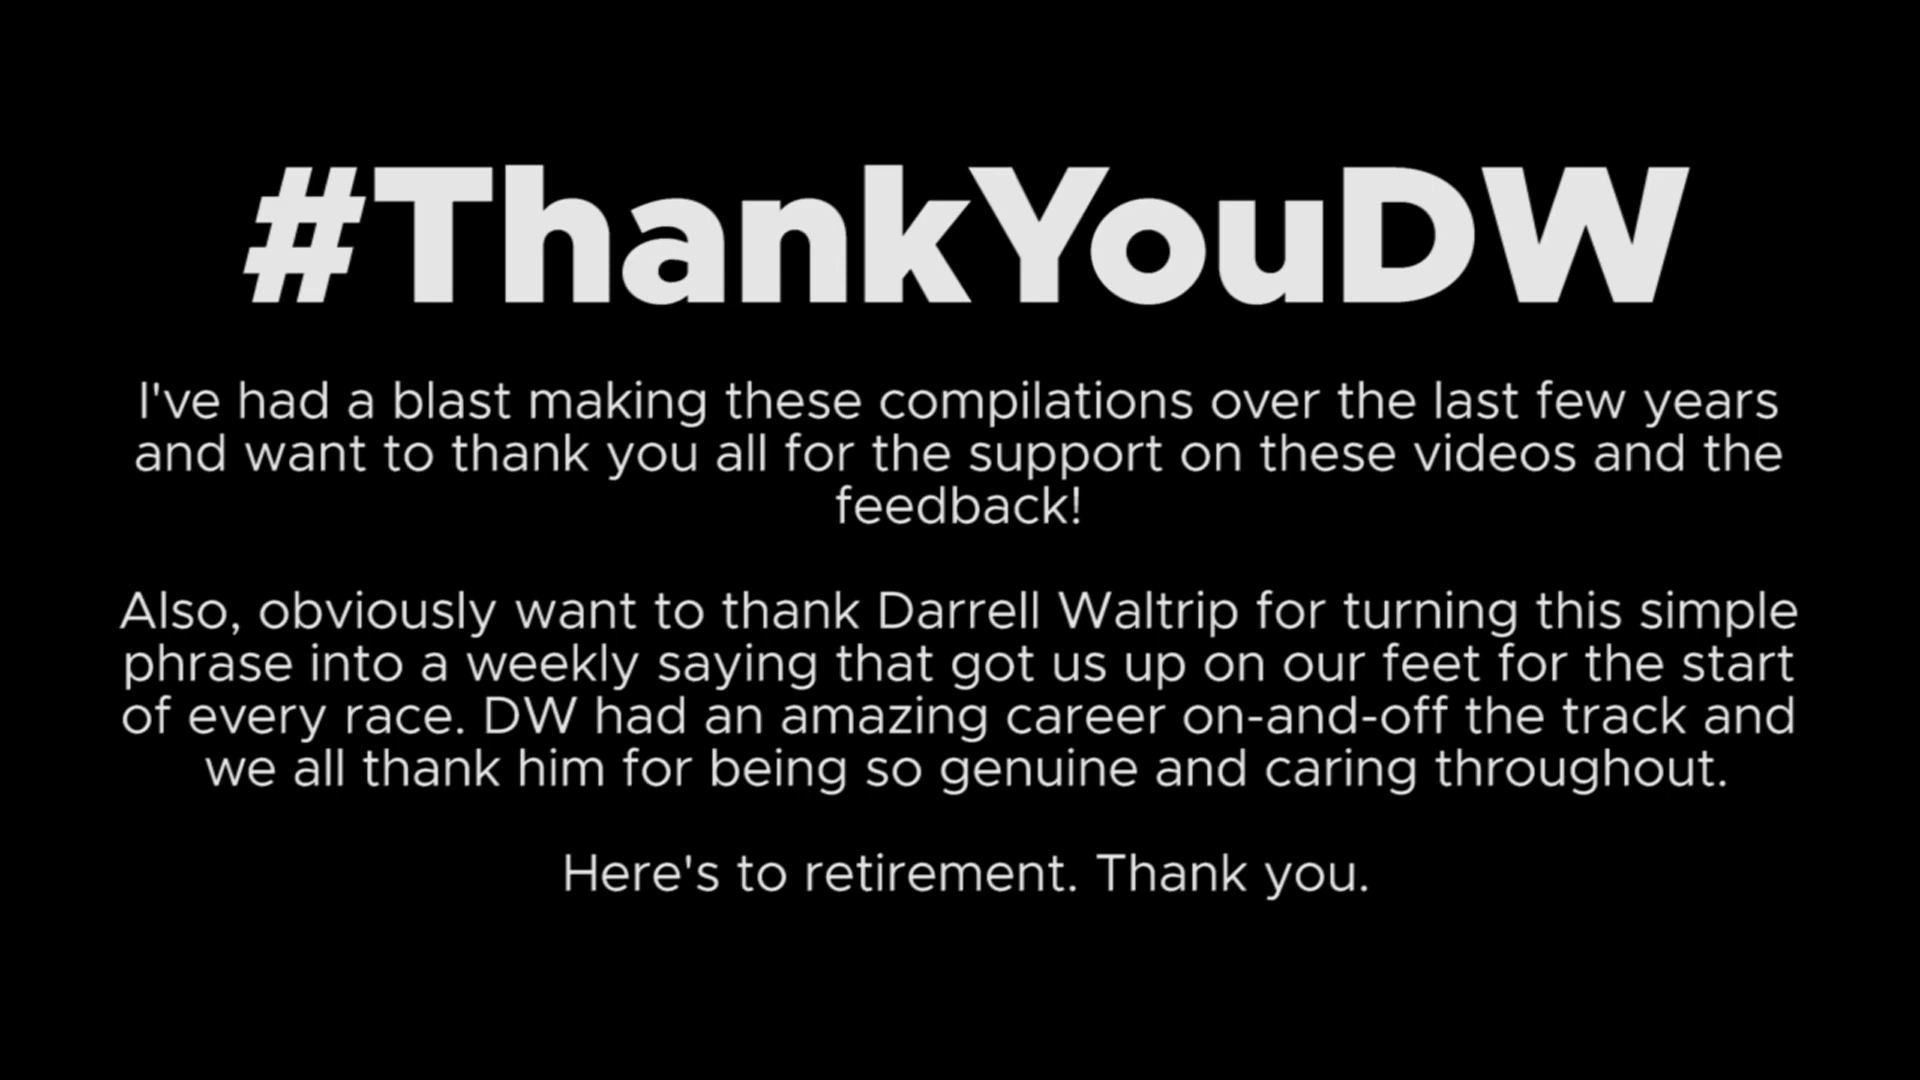 #ThankYouDW
I've had a blast making these compilations over the last few years
and want to thank you all for the support on these videos and the
feedback!
Also, obviously want to thank Darrell Waltrip for turning this simple
phrase into a weekly saying that got us up on our feet for the start
of every race. DW had an amazing career on-and-off the track and
we all thank him for being so genuine and caring throughout.
Here's to retirement. Thank you.